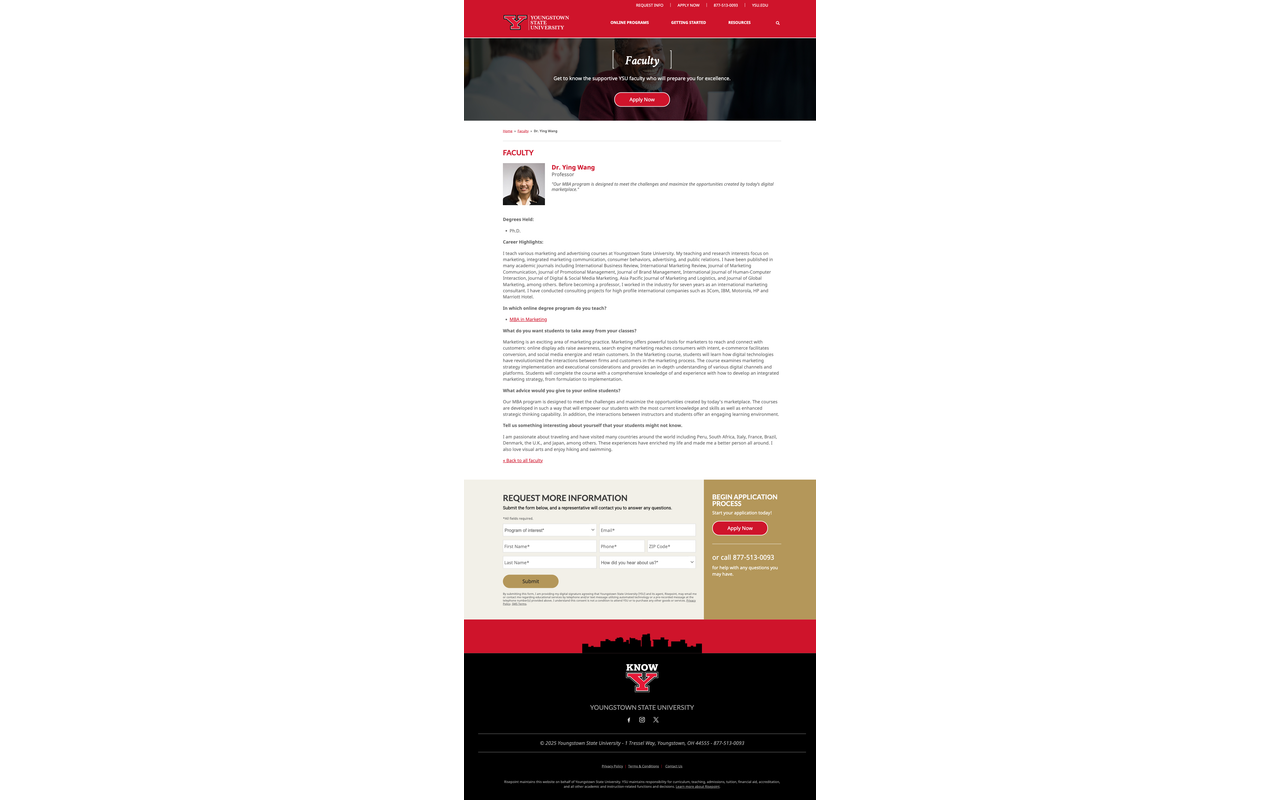 REQUEST INFO | APPLY NOW | 877-513-0093 | YSU.EDU
YOUNGSTOWN
STATE
UNIVERSITY
ONLINE PROGRAMS
GETTING STARTED
RESOURCES
Faculty
Get to know the supportive YSU faculty who will prepare you for excellence.
Apply Now
Home » Faculty » Dr. Ying Wang
FACULTY
Dr. Ying Wang
Professor
"Our MBA program is designed to meet the challenges and maximize the opportunities created by today's digital
marketplace."
Degrees Held:
• Ph.D.
Career Highlights:
I teach various marketing and advertising courses at Youngstown State University. My teaching and research interests focus on
marketing, integrated marketing communication, consumer behaviors, advertising, and public relations. I have been published in
many academic journals including International Business Review, International Marketing Review, Journal of Marketing
Communication, Journal of Promotional Management, Journal of Brand Management, International Journal of Human-Computer
Interaction, Journal of Digital & Social Media Marketing, Asia Pacific Journal of Marketing and Logistics, and Journal of Global
Marketing, among others. Before becoming a professor, I worked in the industry for seven years as an international marketing
consultant. I have conducted consulting projects for high profile international companies such as 3Com, IBM, Motorola, HP and
Marriott Hotel.
In which online degree program do you teach?
• MBA in Marketing
What do you want students to take away from your classes?
Marketing is an exciting area of marketing practice. Marketing offers powerful tools for marketers to reach and connect with
customers: online display ads raise awareness, search engine marketing reaches consumers with intent, e-commerce facilitates
conversion, and social media energize and retain customers. In the Marketing course, students will learn how digital technologies
have revolutionized the interactions between firms and customers in the marketing process. The course examines marketing
strategy implementation and executional considerations and provides an in-depth understanding of various digital channels and
platforms. Students will complete the course with a comprehensive knowledge of and experience with how to develop an integrated
marketing strategy, from formulation to implementation.
What advice would you give to your online students?
Our MBA program is designed to meet the challenges and maximize the opportunities created by today's marketplace. The courses
are developed in such a way that will empower our students with the most current knowledge and skills as well as enhanced
strategic thinking capability. In addition, the interactions between instructors and students offer an engaging learning environment.
Tell us something interesting about yourself that your students might not know.
I am passionate about traveling and have visited many countries around the world including Peru, South Africa, Italy, France, Brazil,
Denmark, the U.K., and Japan, among others. These experiences have enriched my life and made me a better person all around. I
also love visual arts and enjoy hiking and swimming.
« Back to all faculty
REQUEST MORE INFORMATION
Submit the form below, and a representative will contact you to answer any questions.
*All fields required.
Program of interest*
Email*
First Name*
Phone*
ZIP Code*
Last Name*
How did you hear about us?*
Submit
BEGIN APPLICATION
PROCESS
Start your application today!
Apply Now
or call 877-513-0093
for help with any questions you
may have.
KNOW
Y
YOUNGSTOWN STATE UNIVERSITY
© 2025 Youngstown State University - 1 Tressel Way, Youngstown, OH 44555 - 877-513-0093
Privacy Policy | Terms & Conditions | Contact Us
Risepoint maintains this website on behalf of Youngstown State University. YSU maintains responsibility for curriculum, teaching, admissions, tuition, financial aid, accreditation,
and all other academic and instruction-related functions and decisions. Learn more about Risepoint